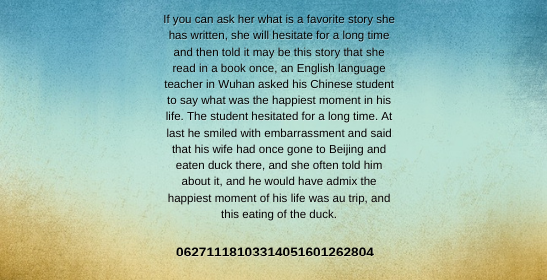 If you can ask her what is a favorite story she
has written, she will hesitate for a long time
and then told it may be this story that she
read in a book once, an English language
teacher in Wuhan asked his Chinese student
to say what was the happiest moment in his
life. The student hesitated for a long time. At
last he smiled with embarrassment and said
that his wife had once gone to Beijing and
eaten duck there, and she often told him
about it, and he would have admix the
happiest moment of his life was au trip, and
this eating of the duck.
06271118103314051601262804